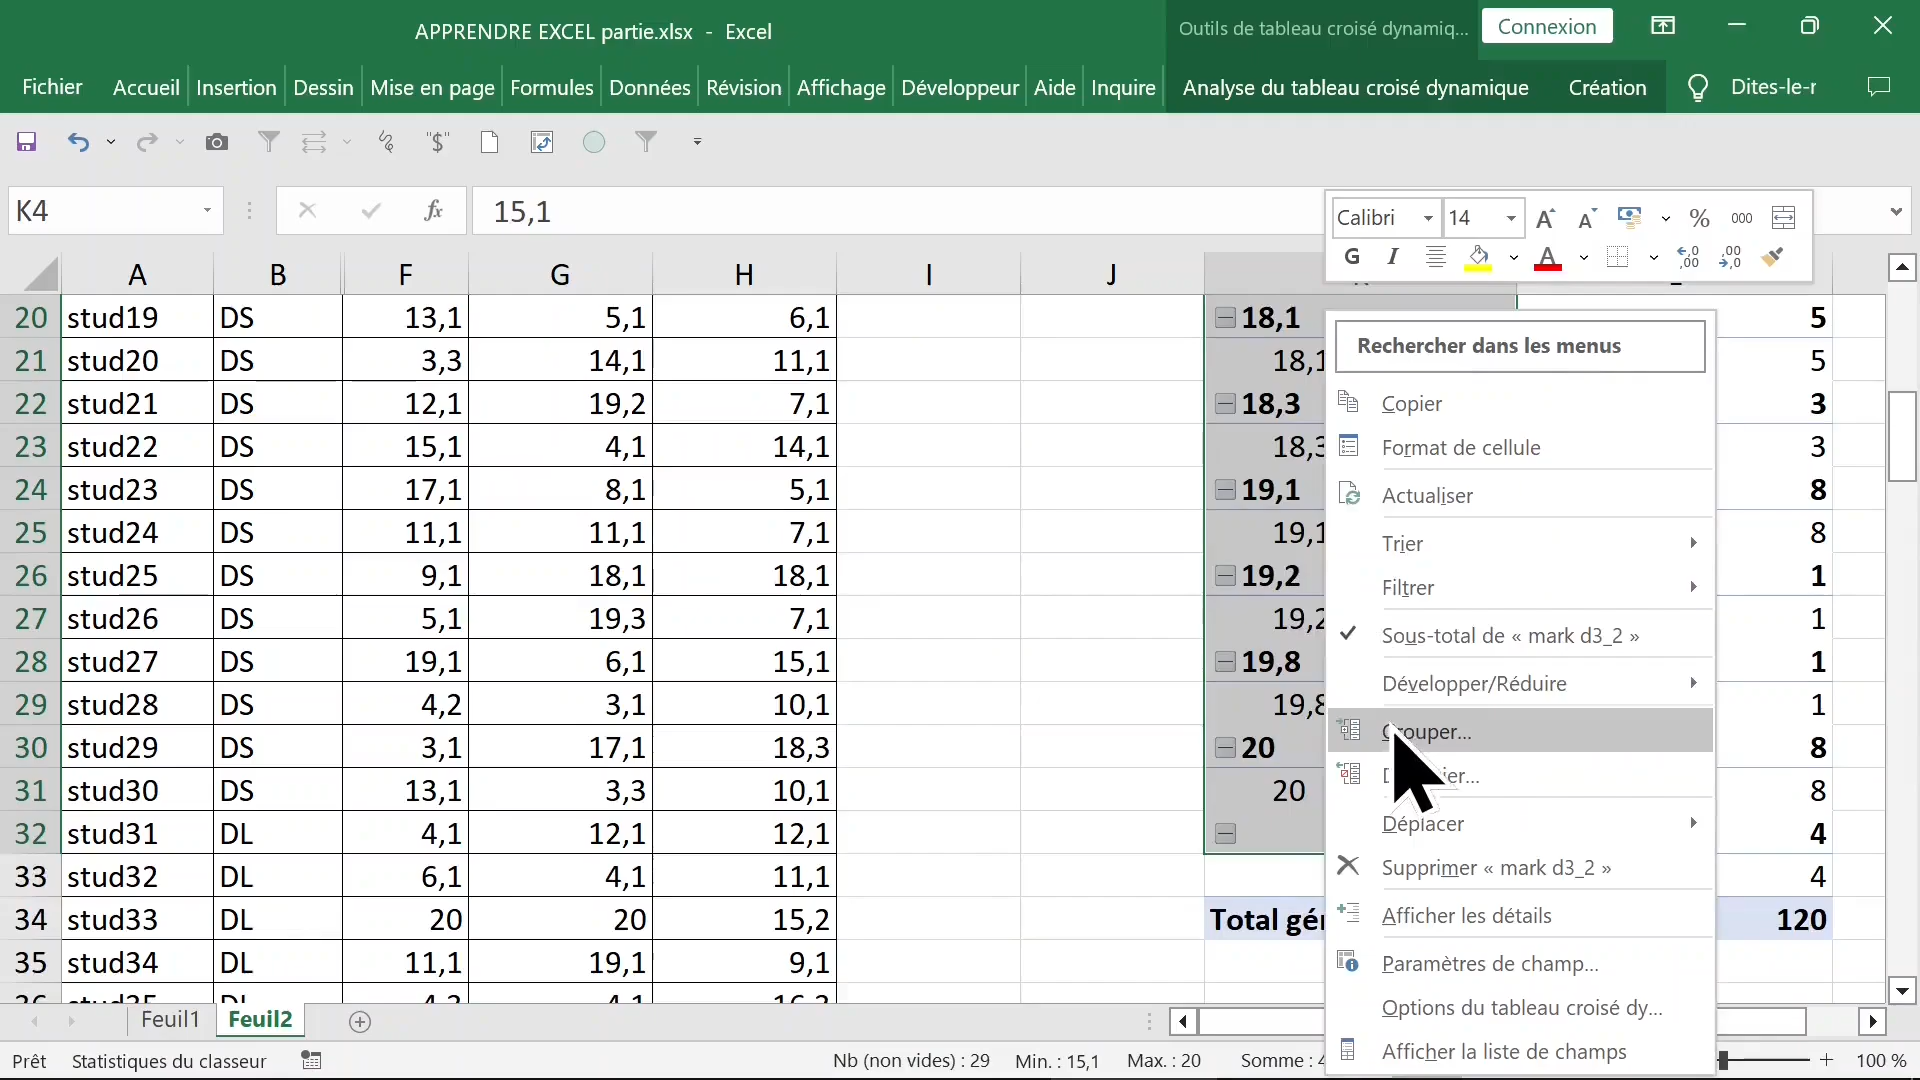 APPRENDRE EXCEL partie.xlsx - Excel
Outils de tableau croisé dynamiq...
Connexion
Fichier Accueil Insertion Dessin Mise en page Formules Données Révision Affichage Développeur Aide Inquire Analyse du tableau croisé dynamique Création Dites-le-r
"$"
K4 fx 15,1
Calibri 14 A A % 000
G I A ,00 ,00
A B F G H I J
20 stud19 DS 13,1 5,1 6,1 18,1 5
21 stud20 DS 3,3 14,1 11,1 18,1 5
22 stud21 DS 12,1 19,2 7,1 18,3 3
23 stud22 DS 15,1 4,1 14,1 18,3 3
24 stud23 DS 17,1 8,1 5,1 19,1 8
25 stud24 DS 11,1 11,1 7,1 19,1 8
26 stud25 DS 9,1 18,1 18,1 19,2 1
27 stud26 DS 5,1 19,3 7,1 19,2 1
28 stud27 DS 19,1 6,1 15,1 19,8 1
29 stud28 DS 4,2 3,1 10,1 19,8 1
30 stud29 DS 3,1 17,1 18,3 20 8
31 stud30 DS 13,1 3,3 10,1 20 8
32 stud31 DL 4,1 12,1 12,1 4
33 stud32 DL 6,1 4,1 11,1 4
34 stud33 DL 20 20 15,2 Total gér 120
35 stud34 DL 11,1 19,1 9,1
36 stud35 DL 4,1
Rechercher dans les menus
Copier
Format de cellule
Actualiser
Trier
Filtrer
Sous-total de « mark d3_2 »
Développer/Réduire
Grouper...
Déplacer
Supprimer « mark d3_2 »
Afficher les détails
Paramètres de champ...
Options du tableau croisé dy...
Afficher la liste de champs
Feuil1 Feuil2
Prêt Statistiques du classeur Nb (non vides) : 29 Min. : 15,1 Max. : 20 Somme : 100 %